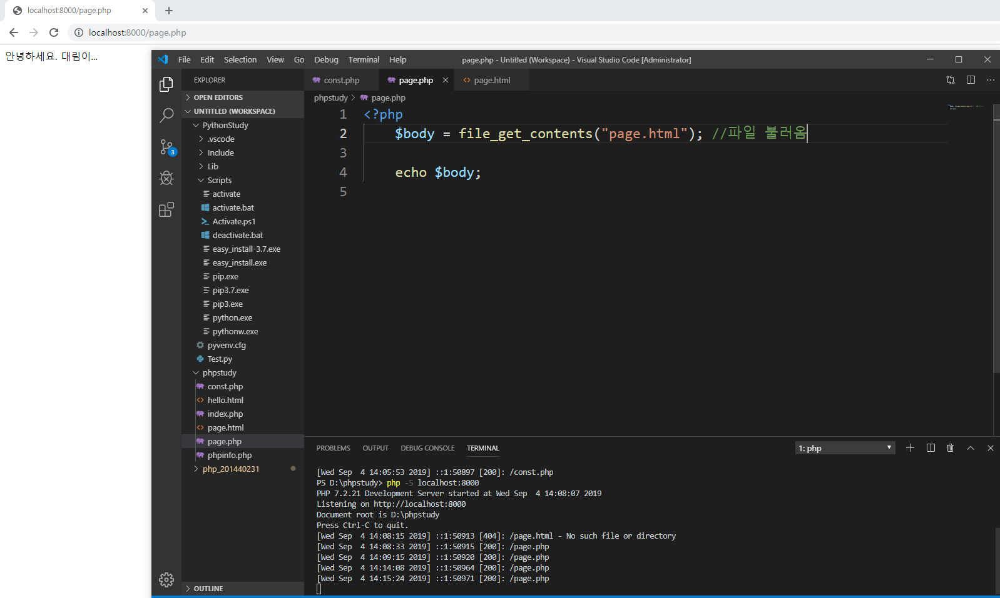 localhost:8000/page.php
localhost:8000/page.php
안녕하세요. 대림이...
File Edit Selection View Go Debug Terminal Help
page.php - Untitled (Workspace) - Visual Studio Code [Administrator]
EXPLORER
OPEN EDITORS
UNTITLED (WORKSPACE)
PythonStudy
.vscode
Include
Lib
Scripts
activate
activate.bat
Activate.ps1
deactivate.bat
easy_install-3.7.exe
easy_install.exe
pip.exe
pip3.7.exe
pip3.exe
python.exe
pythonw.exe
pyvenv.cfg
Test.py
phpstudy
const.php
hello.html
index.php
page.html
page.php
phpinfo.php
php_201440231
OUTLINE
3
const.php page.php page.html
phpstudy > page.php
1 <?php
2 $body = file_get_contents("page.html"); //파일 불러옴
3
4 echo $body;
5
PROBLEMS OUTPUT DEBUG CONSOLE TERMINAL
1: php
[Wed Sep  4 14:05:53 2019] ::1:50897 [200]: /const.php
PS D:\phpstudy> php -S localhost:8000
PHP 7.2.21 Development Server started at Wed Sep  4 14:08:07 2019
Listening on http://localhost:8000
Document root is D:\phpstudy
Press Ctrl-C to quit.
[Wed Sep  4 14:08:15 2019] ::1:50913 [404]: /page.html - No such file or directory
[Wed Sep  4 14:08:33 2019] ::1:50915 [200]: /page.php
[Wed Sep  4 14:09:15 2019] ::1:50920 [200]: /page.php
[Wed Sep  4 14:14:08 2019] ::1:50964 [200]: /page.php
[Wed Sep  4 14:15:24 2019] ::1:50971 [200]: /page.php